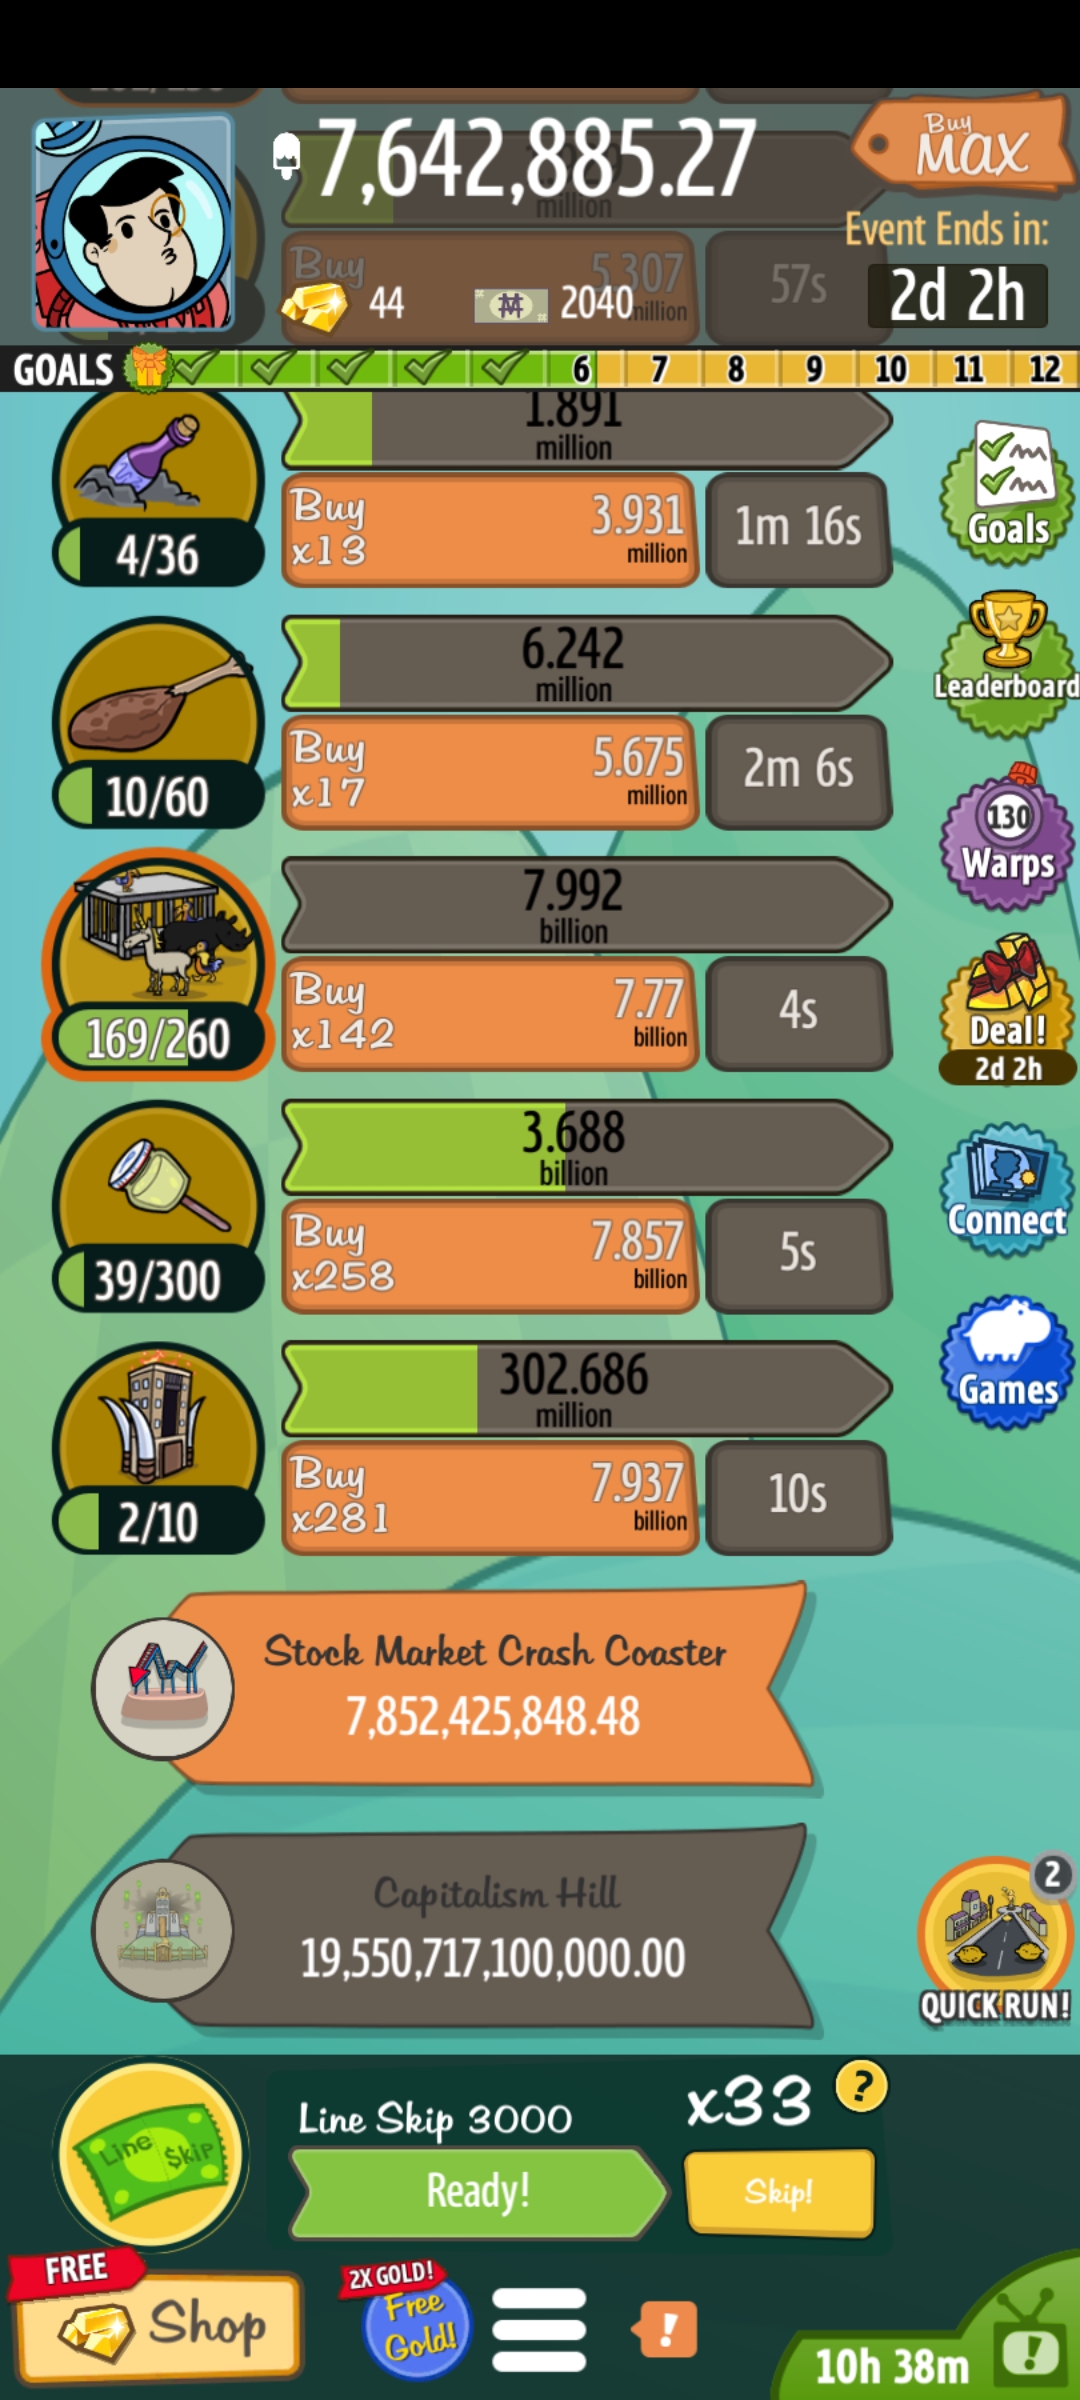 7,642,885.27
Buy
MAX
million
Event Ends in:
2d 2h
Buy
5.307
million
57s
44
2040
GOALS
6
7
8
9
10
11
12
1.891
million
Buy
x13
3.931
million
1m 16s
4/36
Goals
6.242
million
Buy
x17
5.675
million
2m 6s
10/60
Leaderboard
130
Warps
7.992
billion
Buy
x142
7.77
billion
4s
169/260
Deal!
2d 2h
3.688
billion
Buy
x258
7.857
billion
5s
39/300
Connect
302.686
million
Buy
x281
7.937
billion
10s
2/10
Games
Stock Market Crash Coaster
7,852,425,848.48
Capitalism Hill
19,550,717,100,000.00
2
QUICK RUN!
Line Skip
Line Skip 3000
x33
?
Ready!
Skip!
FREE
Shop
2X GOLD!
Free
Gold!
!
10h 38m
!